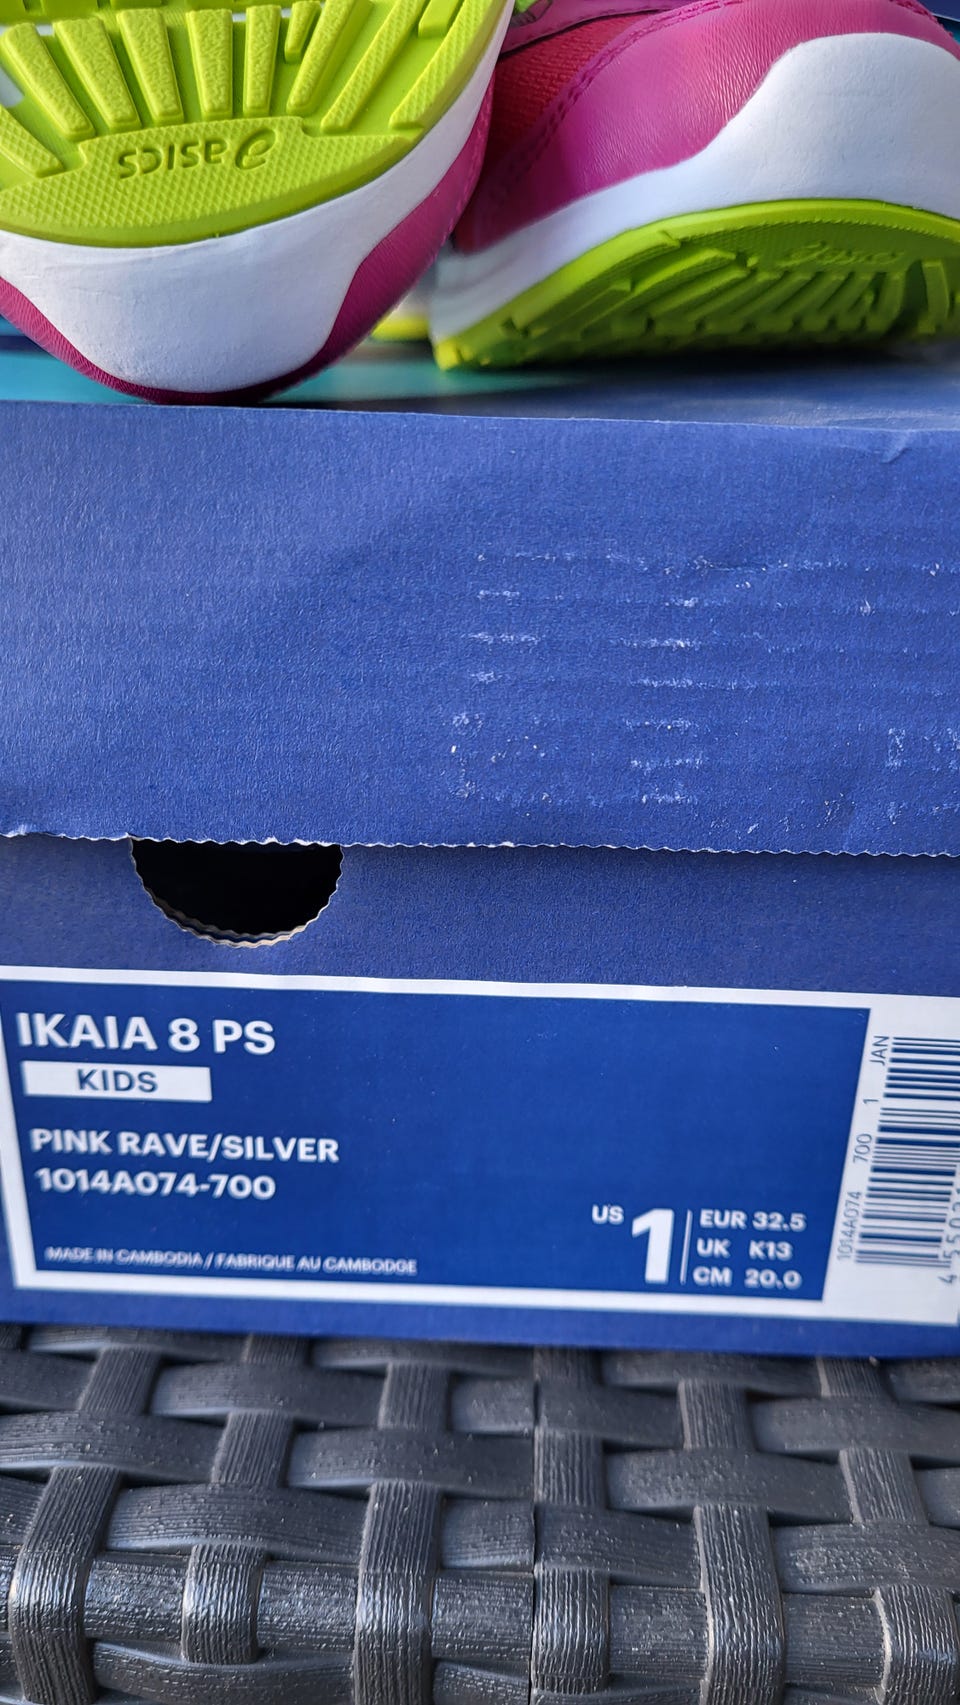 asics
IKAIA 8 PS
KIDS
PINK RAVE/SILVER
1014A074-700
MADE IN CAMBODIA / FABRIQUE AU CAMBODGE
US 1
EUR 32.5
UK K13
CM 20.0
1014A074 700 1 JAN